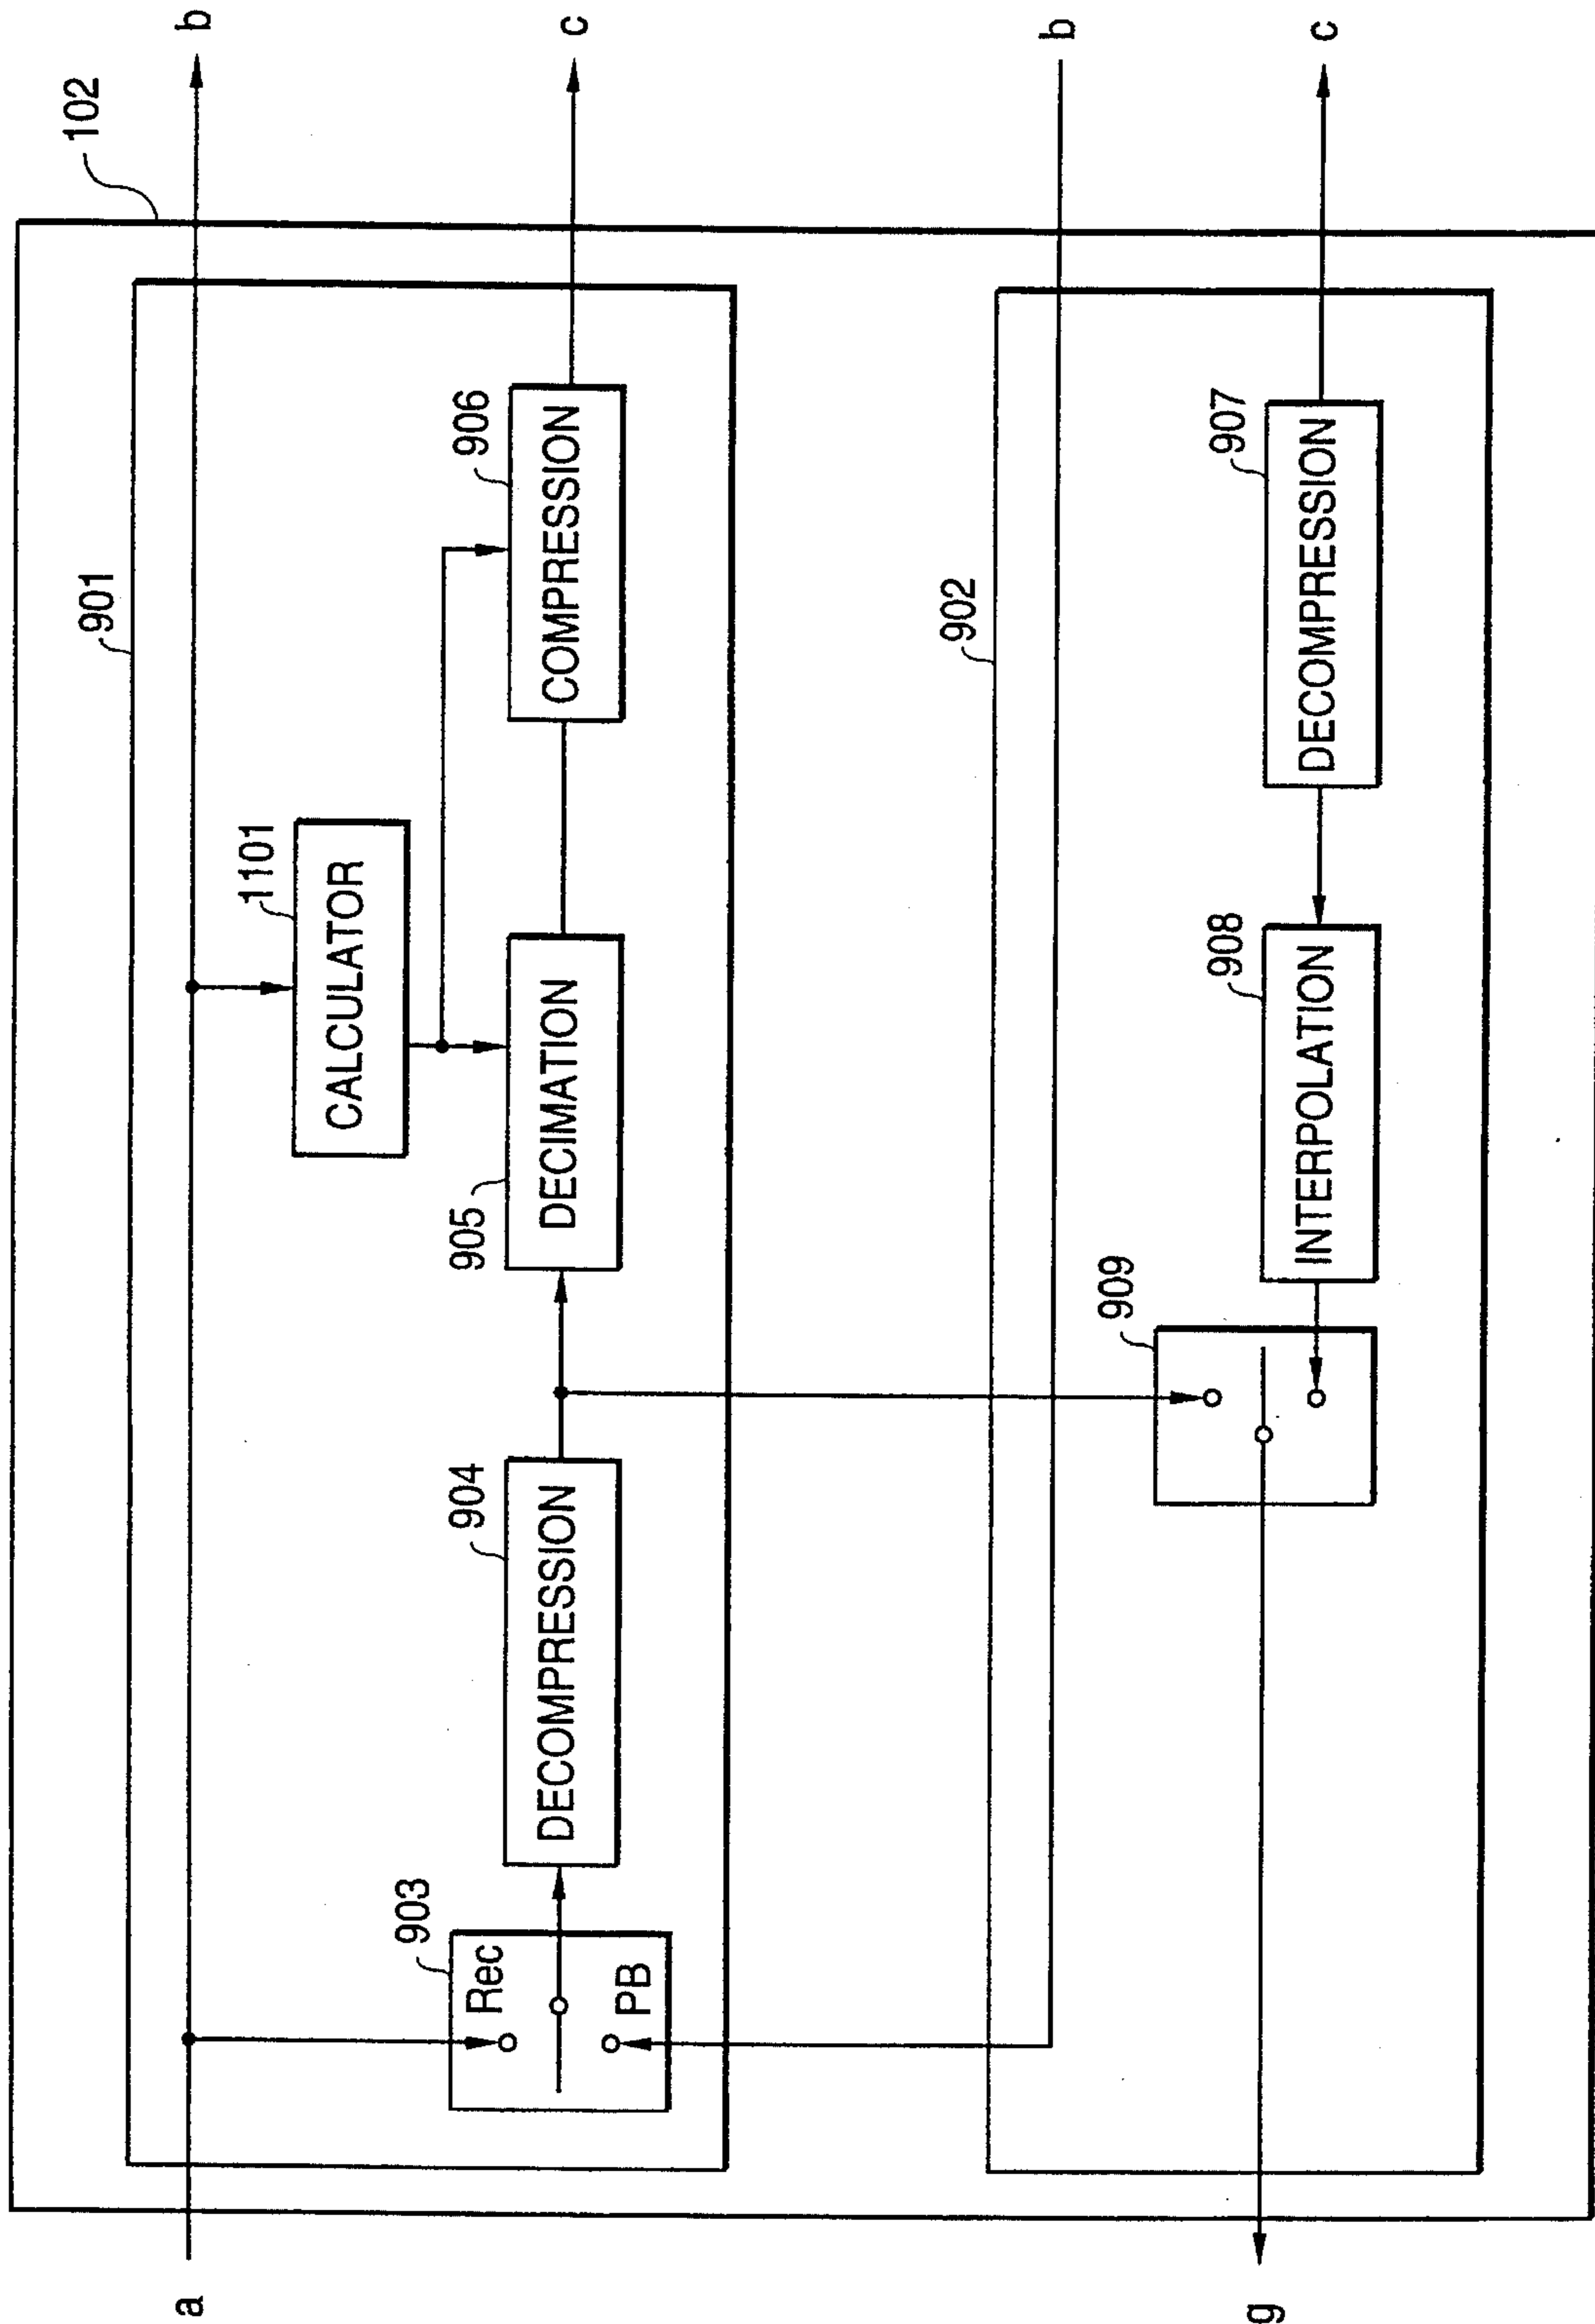 102
b
901
1101
CALCULATOR
906
c
903
Rec
PB
904
DECOMPRESSION
905
DECIMATION
COMPRESSION
a
902
b
909
908
INTERPOLATION
907
DECOMPRESSION
c
g